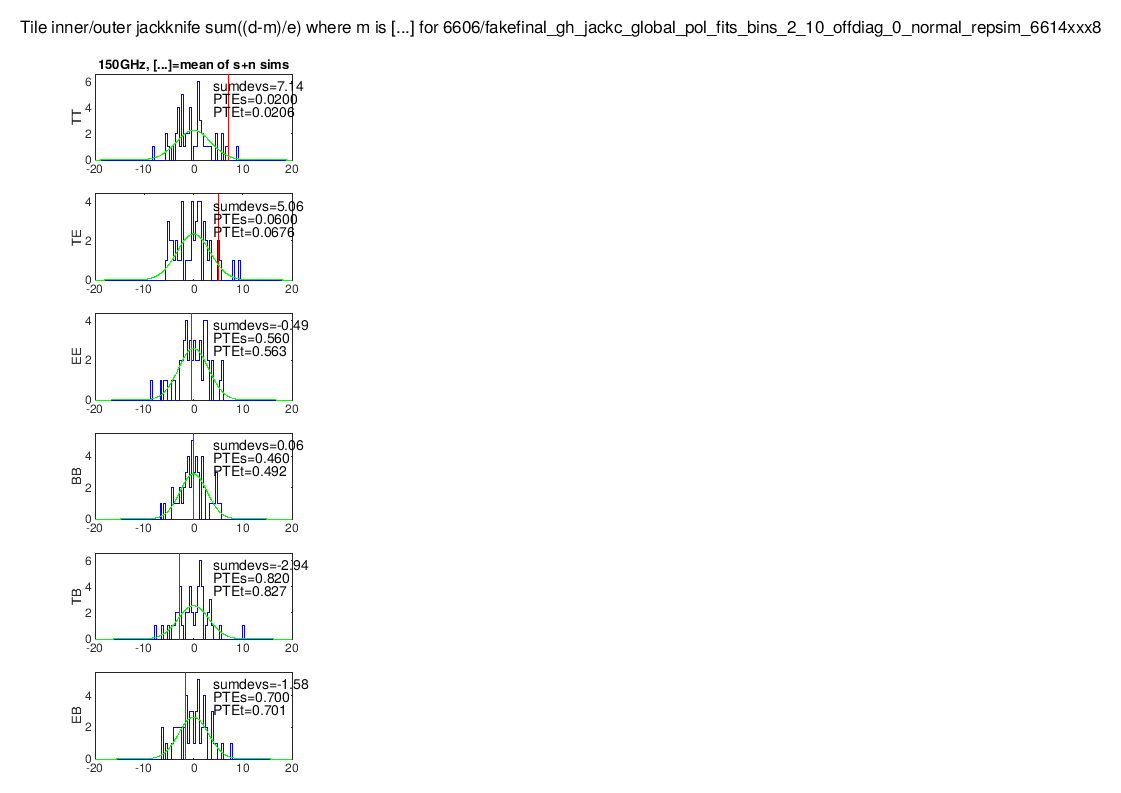 Tile inner/outer jackknife sum((d-m)/e) where m is [...] for 6606/fakefinal_gh_jackc_global_pol_fits_bins_2_10_offdiag_0_normal_repsim_6614xxx8
150GHz, [...]=mean of s+n sims
TT
6
4
2
0
-20
-10
0
10
20
sumdevs=7.14
PTEs=0.0200
PTEt=0.0206
TE
4
2
0
-20
-10
0
10
20
sumdevs=5.06
PTEs=0.0600
PTEt=0.0676
EE
4
2
0
-20
-10
0
10
20
sumdevs=-0.49
PTEs=0.560
PTEt=0.563
BB
4
2
0
-20
-10
0
10
20
sumdevs=0.06
PTEs=0.460
PTEt=0.492
TB
6
4
2
0
-20
-10
0
10
20
sumdevs=-2.94
PTEs=0.820
PTEt=0.827
EB
4
2
0
-20
-10
0
10
20
sumdevs=-1.58
PTEs=0.700
PTEt=0.701